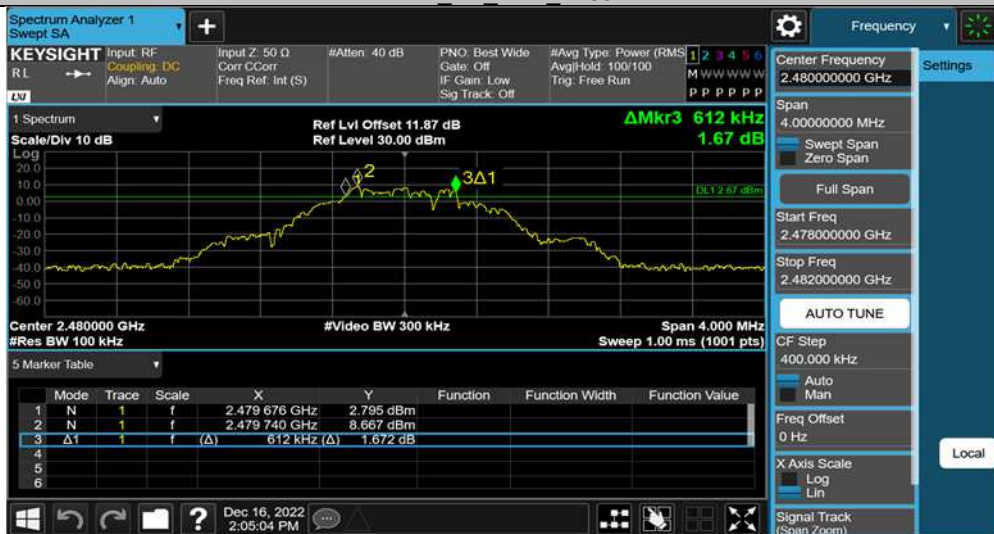 Spectrum Analyzer 1
Swept SA
Frequency
KEYSIGHT
RL
LXI
Input: RF
Coupling: DC
Align: Auto
Input Z: 50 Ω
Corr CCorr
Freq Ref: Int (S)
#Atten: 40 dB
PNO: Best Wide
Gate: Off
IF Gain: Low
Sig Track: Off
#Avg Type: Power (RMS
Avg|Hold: 100/100
Trig: Free Run
1 2 3 4 5 6
M W W W W W
P P P P P P
1 Spectrum
Scale/Div 10 dB
Log
Ref Lvl Offset 11.87 dB
Ref Level 30.00 dBm
ΔMkr3 612 kHz
1.67 dB
20.0
10.0
0.00
-10.0
-20.0
-30.0
-40.0
-50.0
-60.0
2
3Δ1
DL1 2.67 dBm
Center 2.480000 GHz
#Res BW 100 kHz
#Video BW 300 kHz
Span 4.000 MHz
Sweep 1.00 ms (1001 pts)
5 Marker Table
Mode Trace Scale X Y Function Function Width Function Value
1 N 1 f 2.479 676 GHz 2.795 dBm
2 N 1 f 2.479 740 GHz 8.667 dBm
3 Δ1 1 f (Δ) 612 kHz (Δ) 1.672 dB
4
5
6
Dec 16, 2022
2:05:04 PM
Center Frequency
2.480000000 GHz
Span
4.00000000 MHz
Swept Span
Zero Span
Full Span
Start Freq
2.478000000 GHz
Stop Freq
2.482000000 GHz
AUTO TUNE
CF Step
400.000 kHz
Auto
Man
Freq Offset
0 Hz
X Axis Scale
Log
Lin
Signal Track
(Span Zoom)
Settings
Local